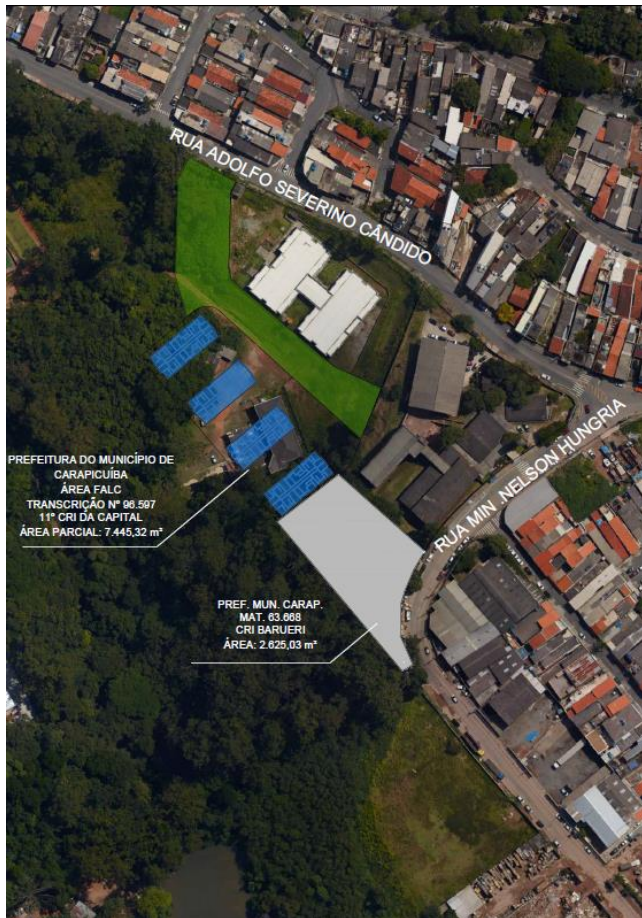 RUA ADOLFO SEVERINO CÂNDIDO
RUA MIN. NELSON HUNGRIA
PREFEITURA DO MUNICÍPIO DE
CARAPICUÍBA
ÁREA FALC
TRANSCRIÇÃO Nº 96.597
11º CRI DA CAPITAL
ÁREA PARCIAL: 7.445,32 m²
PREF. MUN. CARAP.
MAT. 63.668
CRI BARUERI
ÁREA: 2.625,03 m²